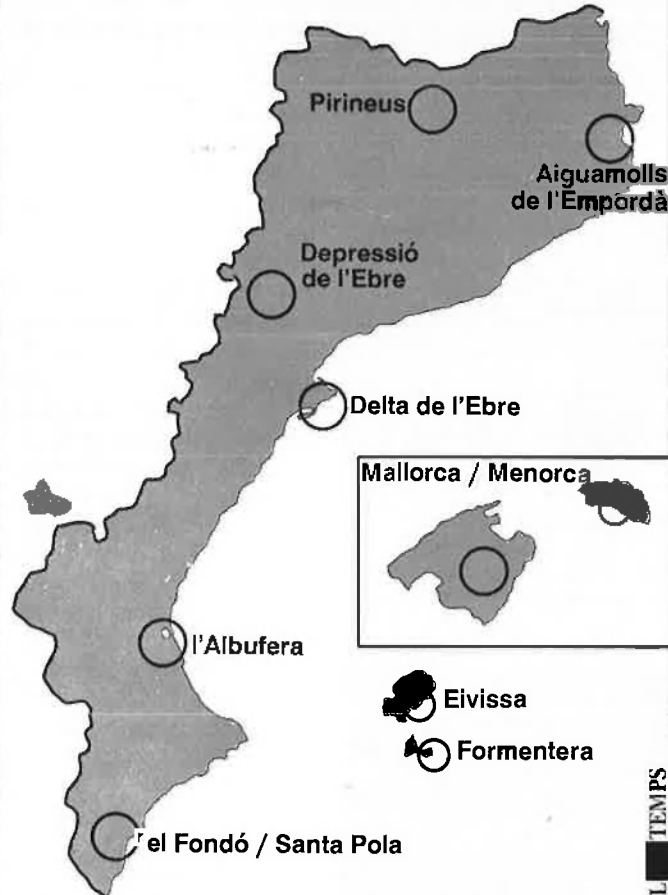 Pirineus
Aiguamolls
de l'Empordà
Depressió
de l'Ebre
Delta de l'Ebre
Mallorca / Menorca
l'Albufera
Eivissa
Formentera
el Fondó / Santa Pola
EL TEMPS